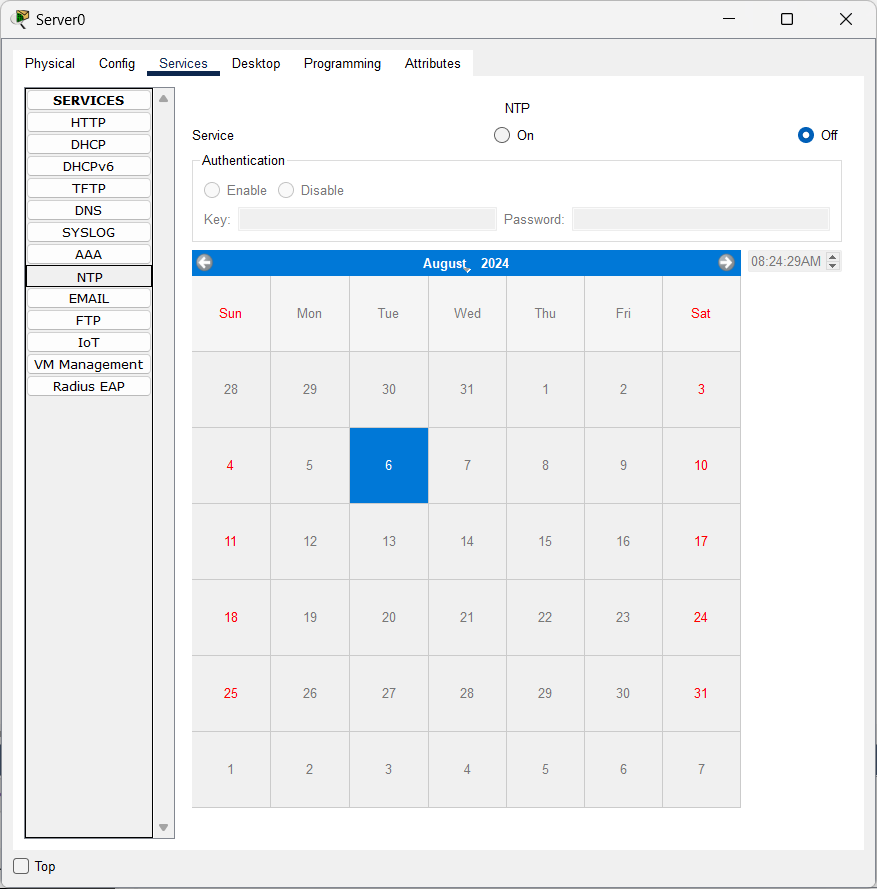 Server0
Physical Config Services Desktop Programming Attributes
SERVICES
HTTP
DHCP
DHCPv6
TFTP
DNS
SYSLOG
AAA
NTP
EMAIL
FTP
IoT
VM Management
Radius EAP
NTP
Service On Off
Authentication
Enable Disable
Key: Password:
August, 2024 08:24:29AM
Sun Mon Tue Wed Thu Fri Sat
28 29 30 31 1 2 3
4 5 6 7 8 9 10
11 12 13 14 15 16 17
18 19 20 21 22 23 24
25 26 27 28 29 30 31
1 2 3 4 5 6 7
Top